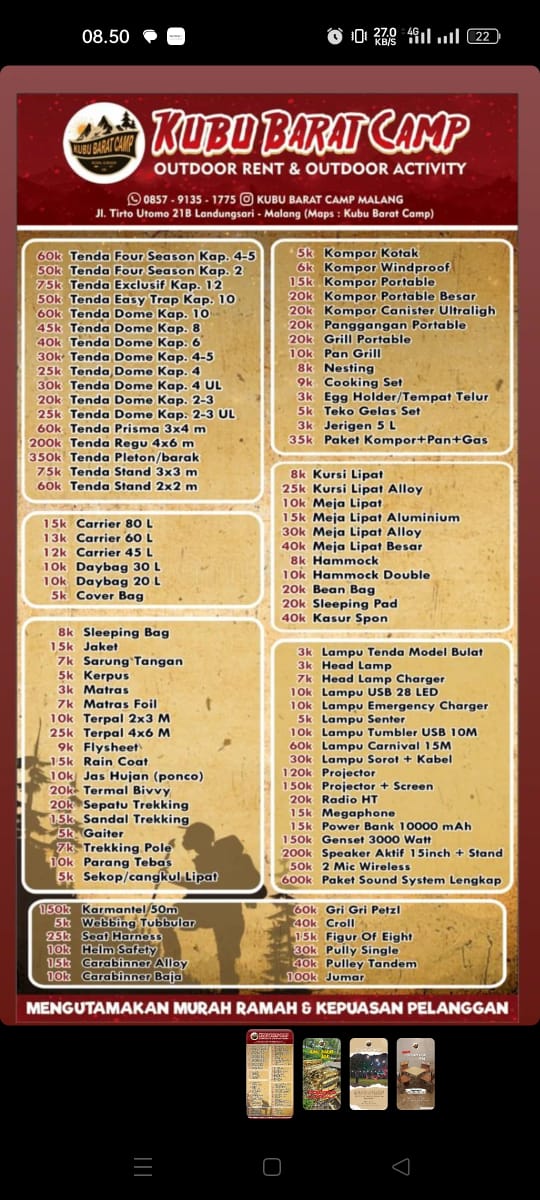 08.50
27.0
KB/S
4G
22
KUBU BARAT CAMP
KUBU BARAT CAMP
OUTDOOR RENT & OUTDOOR ACTIVITY
0857 - 9135 - 1775 KUBU BARAT CAMP MALANG
Jl. Tirto Utomo 21B Landungsari - Malang (Maps : Kubu Barat Camp)
60k Tenda Four Season Kap. 4-5
50k Tenda Four Season Kap. 2
75k Tenda Exclusif Kap. 12
50k Tenda Easy Trap Kap. 10
60k Tenda Dome Kap. 10
45k Tenda Dome Kap. 8
40k Tenda Dome Kap. 6
30k Tenda Dome Kap. 4-5
25k Tenda Dome Kap. 4
30k Tenda Dome Kap. 4 UL
20k Tenda Dome Kap. 2-3
25k Tenda Dome Kap. 2-3 UL
60k Tenda Prisma 3x4 m
200k Tenda Regu 4x6 m
350k Tenda Pleton/barak
75k Tenda Stand 3x3 m
60k Tenda Stand 2x2 m
15k Carrier 80 L
13k Carrier 60 L
12k Carrier 45 L
10k Daybag 30 L
10k Daybag 20 L
5k Cover Bag
8k Sleeping Bag
15k Jaket
7k Sarung Tangan
5k Kerpus
3k Matras
7k Matras Foil
10k Terpal 2x3 M
25k Terpal 4x6 M
9k Flysheet
15k Rain Coat
10k Jas Hujan (ponco)
20k Termal Bivvy
20k Sepatu Trekking
15k Sandal Trekking
5k Gaiter
7k Trekking Pole
10k Parang Tebas
5k Sekop/cangkul Lipat
5k Kompor Kotak
6k Kompor Windproof
15k Kompor Portable
20k Kompor Portable Besar
20k Kompor Canister Ultraligh
20k Panggangan Portable
20k Grill Portable
10k Pan Grill
8k Nesting
9k Cooking Set
3k Egg Holder/Tempat Telur
5k Teko Gelas Set
3k Jerigen 5 L
35k Paket Kompor+Pan+Gas
8k Kursi Lipat
25k Kursi Lipat Alloy
10k Meja Lipat
15k Meja Lipat Aluminium
30k Meja Lipat Alloy
40k Meja Lipat Besar
8k Hammock
10k Hammock Double
20k Bean Bag
20k Sleeping Pad
40k Kasur Spon
3k Lampu Tenda Model Bulat
3k Head Lamp
7k Head Lamp Charger
10k Lampu USB 28 LED
10k Lampu Emergency Charger
5k Lampu Senter
10k Lampu Tumbler USB 10M
60k Lampu Carnival 15M
30k Lampu Sorot + Kabel
120k Projector
150k Projector + Screen
20k Radio HT
15k Megaphone
15k Power Bank 10000 mAh
150k Genset 3000 Watt
200k Speaker Aktif 15inch + Stand
50k 2 Mic Wireless
600k Paket Sound System Lengkap
150k Karmantel/50m
5k Webbing Tubbular
25k Seat Harness
10k Helm Safety
15k Carabinner Alloy
10k Carabinner Baja
60k Gri Gri Petzl
40k Croll
15k Figur Of Eight
30k Pully Single
40k Pulley Tandem
100k Jumar
MENGUTAMAKAN MURAH RAMAH & KEPUASAN PELANGGAN